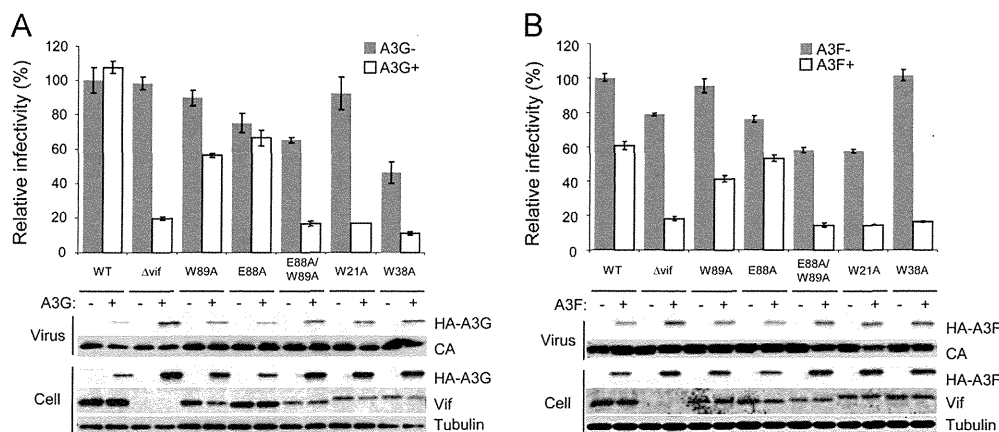 A
Relative infectivity (%)
120
100
80
60
40
20
0
A3G-
A3G+
WT
Δvif
W89A
E88A
E88A/
W89A
W21A
W38A
A3G: - + - + - + - + - + - + - +
Virus
HA-A3G
CA
Cell
HA-A3G
Vif
Tubulin
B
Relative infectivity (%)
120
100
80
60
40
20
0
A3F-
A3F+
WT
Δvif
W89A
E88A
E88A/
W89A
W21A
W38A
A3F: - + - + - + - + - + - + - +
Virus
HA-A3F
CA
Cell
HA-A3F
Vif
Tubulin